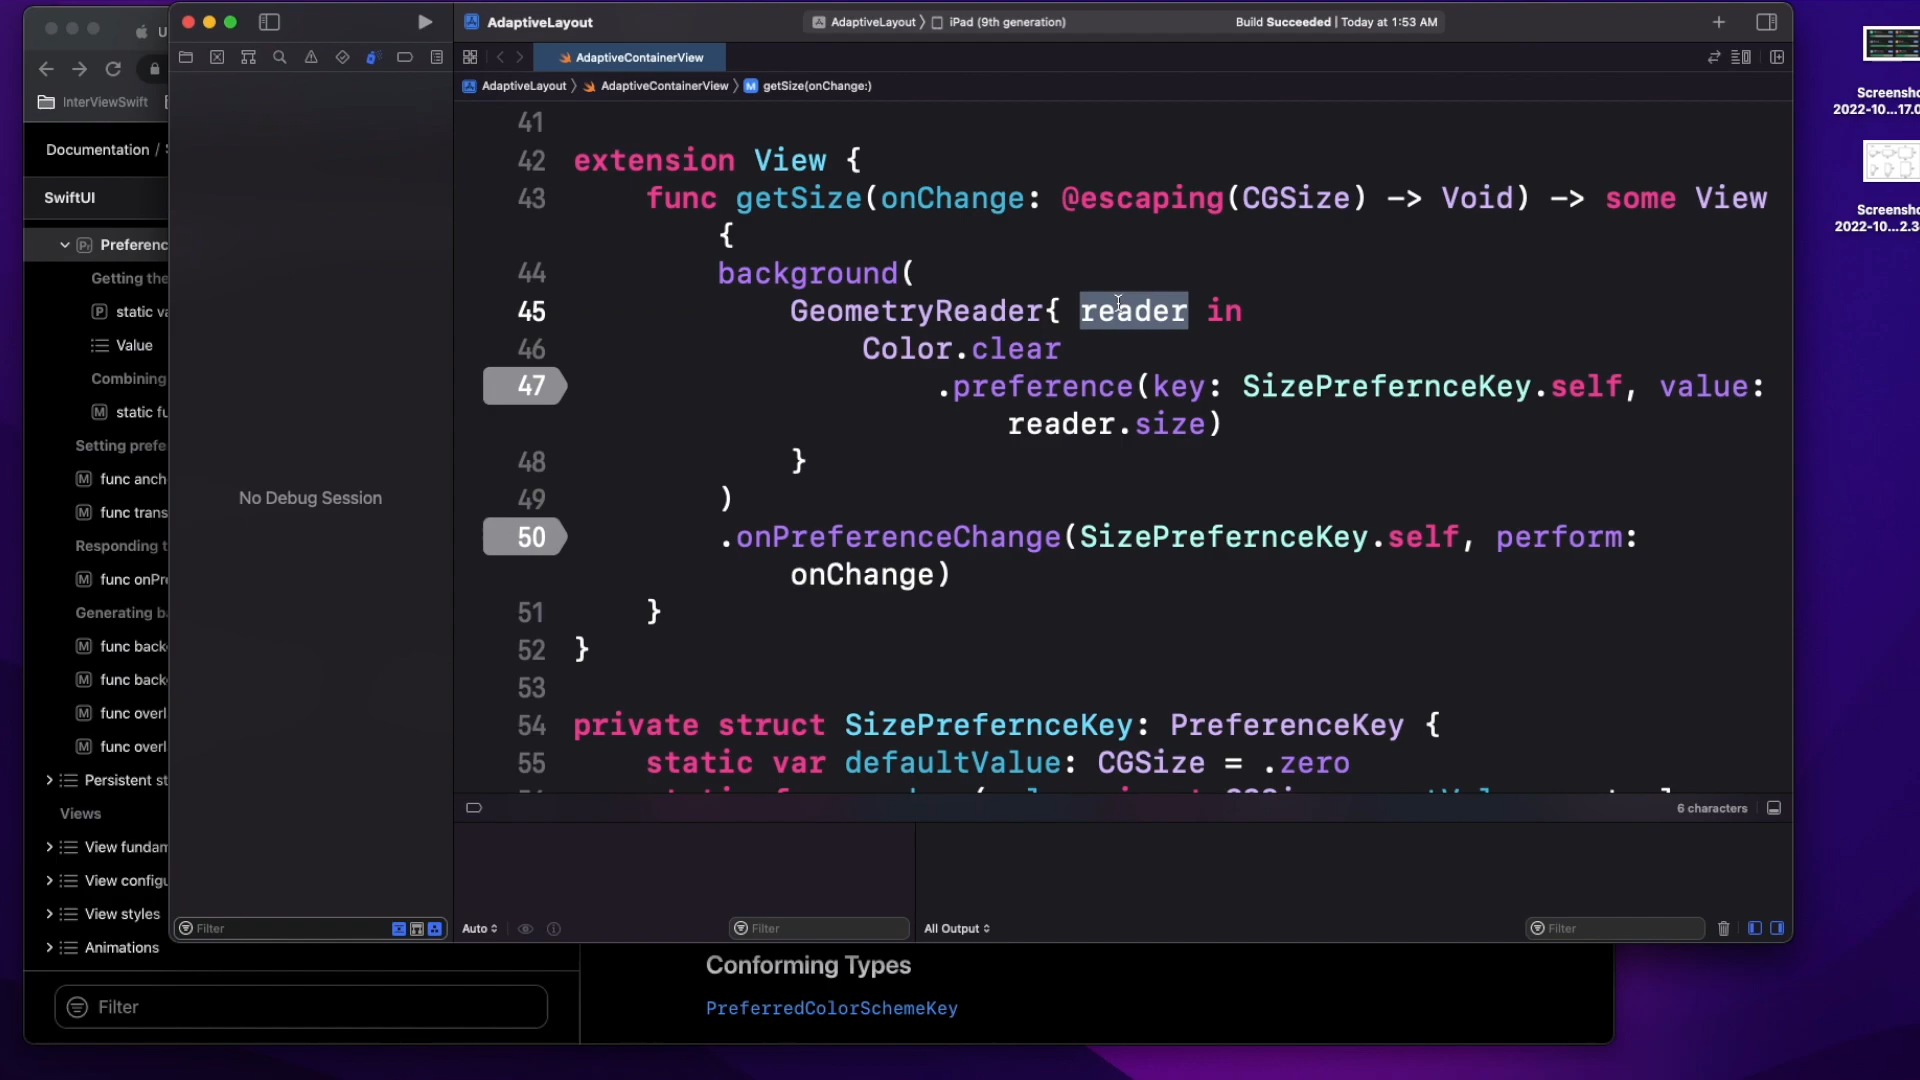 AdaptiveLayout
AdaptiveLayout
iPad (9th generation)
Build Succeeded | Today at 1:53 AM
InterViewSwift
AdaptiveContainerView
AdaptiveLayout
AdaptiveContainerView
M getSize(onChange:)
Documentation /
SwiftUI
Pr Preferenc
Getting the
P static va
Value
Combining
M static fu
Setting prefe
M func anch
M func trans
Responding t
M func onPre
Generating ba
M func back
M func back
M func overl
M func overl
Persistent st
Views
View fundam
View configu
View styles
Animations
Filter
No Debug Session
Filter
41
42 extension View {
43 func getSize(onChange: @escaping(CGSize) -> Void) -> some View
{
44 background(
45 GeometryReader{ reader in
46 Color.clear
47 .preference(key: SizePrefernceKey.self, value:
reader.size)
48 }
49 )
50 .onPreferenceChange(SizePrefernceKey.self, perform:
onChange)
51 }
52 }
53
54 private struct SizePrefernceKey: PreferenceKey {
55 static var defaultValue: CGSize = .zero
6 characters
Auto
Filter
All Output
Filter
Conforming Types
PreferredColorSchemeKey
Screensho
2022-10...17.0
Screensho
2022-10...2.3